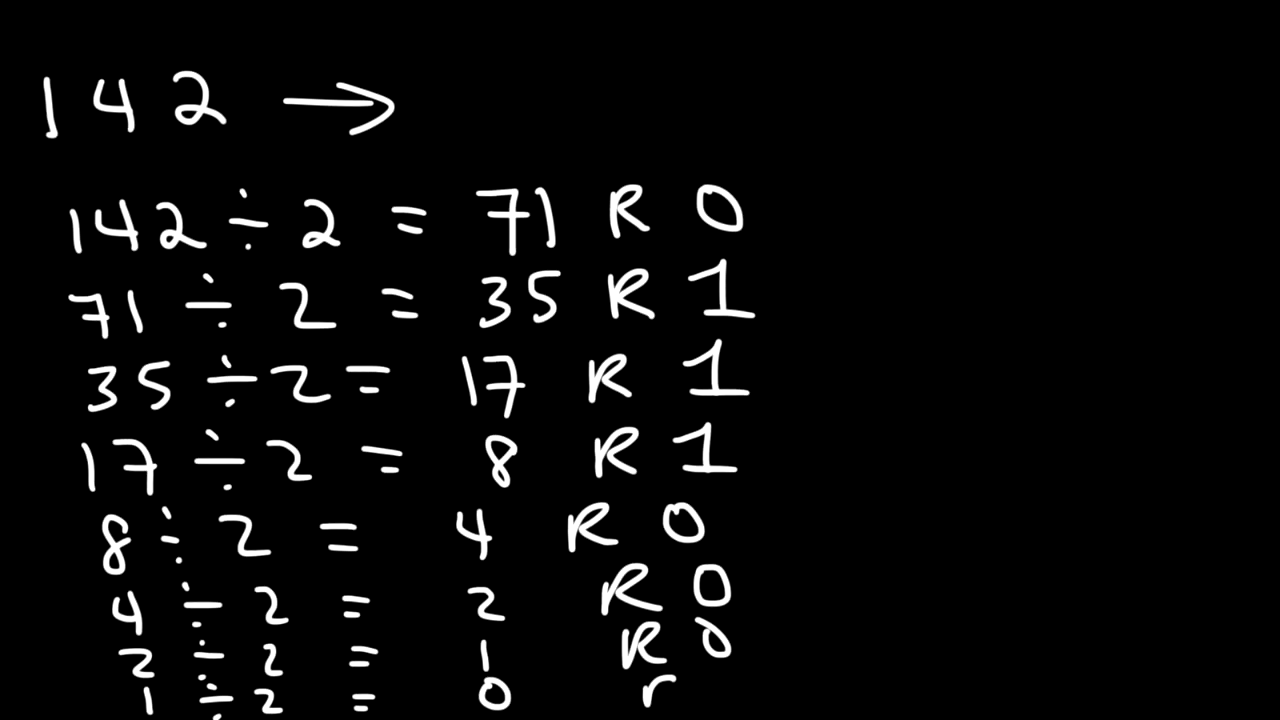 142 →
142 ÷ 2 = 71 R 0
71 ÷ 2 = 35 R 1
35 ÷ 2 = 17 R 1
17 ÷ 2 = 8 R 1
8 ÷ 2 = 4 R 0
4 ÷ 2 = 2 R 0
2 ÷ 2 = 1 R 0
1 ÷ 2 = 0 r